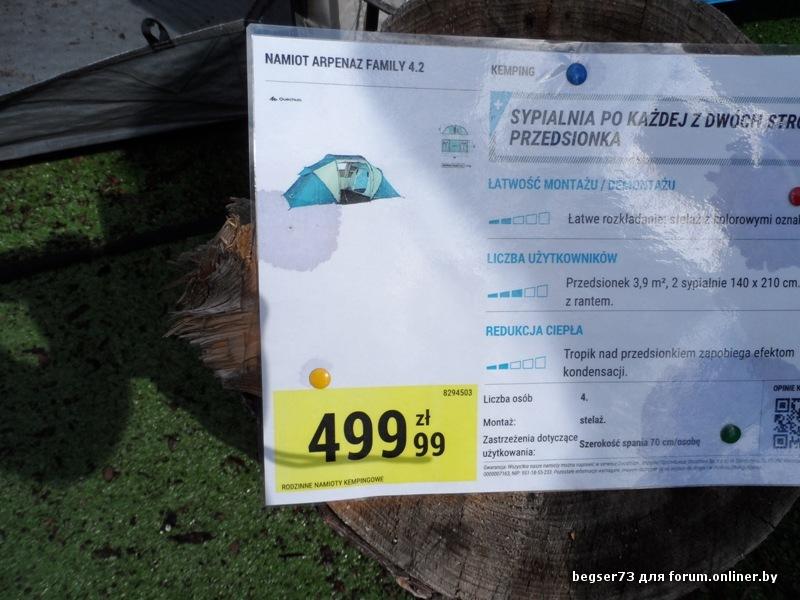 NAMIOT ARPENAZ FAMILY 4.2
Quechua
499 zł 99
8294503
RODZINNE NAMIOTY KEMPINGOWE
KEMPING
SYPIALNIA PO KAŻDEJ Z DWÓCH STRO
PRZEDSIONKA
ŁATWOŚĆ MONTAŻU / DEMONTAŻU
Łatwe rozkładanie: stelaż z kolorowymi oznak
LICZBA UŻYTKOWNIKÓW
Przedsionek 3,9 m², 2 sypialnie 140 x 210 cm.
z rantem.
REDUKCJA CIEPŁA
Tropik nad przedsionkiem zapobiega efektom
kondensacji.
Liczba osób 4.
Montaż: stelaż.
Zastrzeżenia dotyczące
użytkowania: Szerokość spania 70 cm/osobę
OPINIE K
begser73 для forum.onliner.by